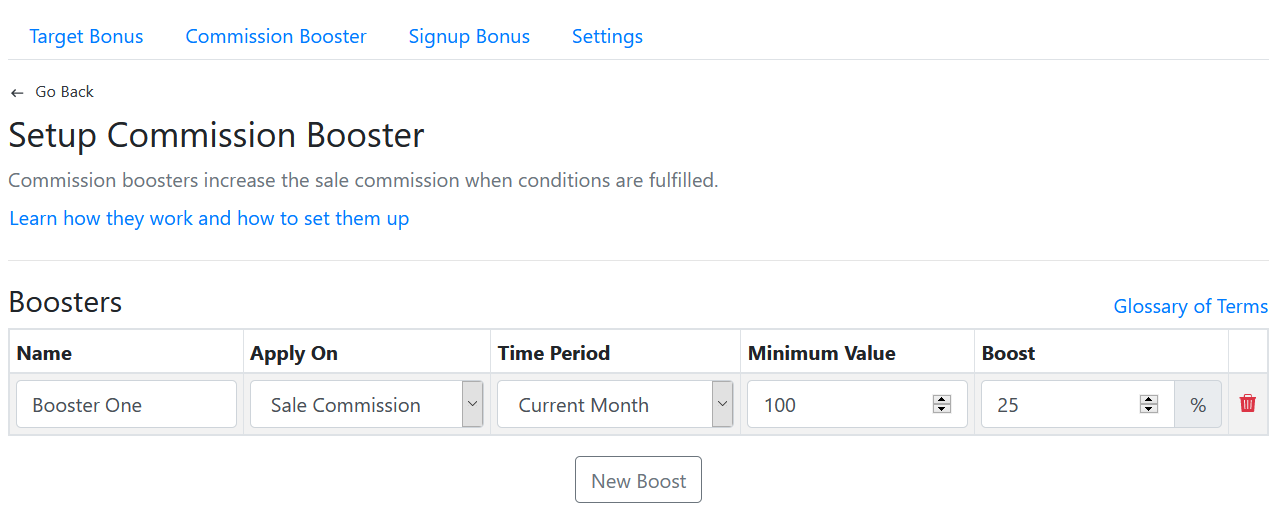 Target Bonus Commission Booster Signup Bonus Settings
← Go Back
Setup Commission Booster
Commission boosters increase the sale commission when conditions are fulfilled.
Learn how they work and how to set them up
Boosters
Glossary of Terms
Name Apply On Time Period Minimum Value Boost
Booster One Sale Commission Current Month 100 25 %
New Boost